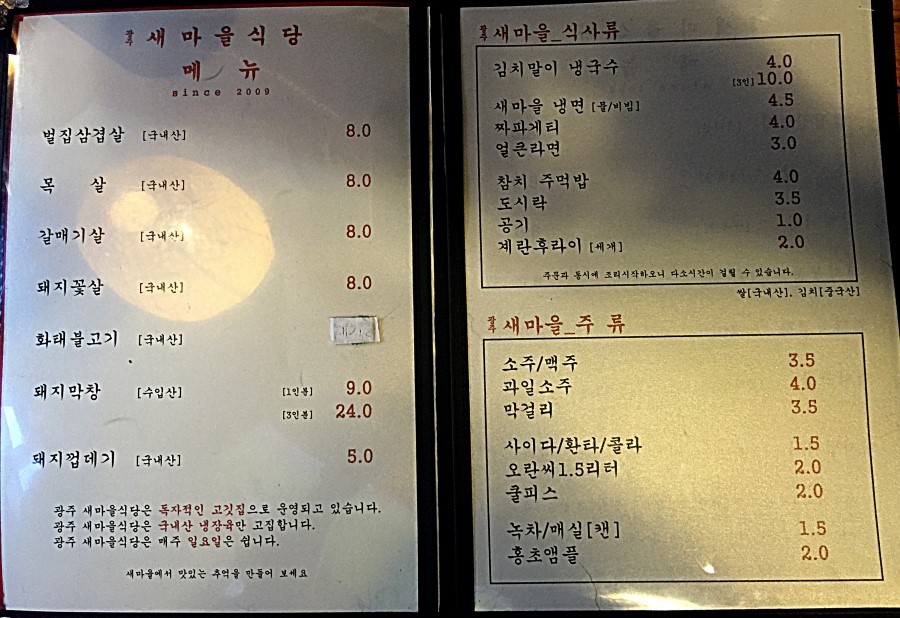 광주 새마을식당
메 뉴
since 2009
벌집삼겹살 [국내산] 8.0
목 살 [국내산] 8.0
갈매기살 [국내산] 8.0
돼지꽃살 [국내산] 8.0
화태불고기 [국내산]
돼지막창 [수입산] [1인분] 9.0
[3인분] 24.0
돼지껍데기 [국내산] 5.0
광주 새마을식당은 독자적인 고깃집으로 운영되고 있습니다.
광주 새마을식당은 국내산 냉장육만 고집합니다.
광주 새마을식당은 매주 일요일은 쉽니다.
새마을에서 맛있는 추억을 만들어 보세요
광주 새마을_식사류
김치말이 냉국수 4.0
[3인] 10.0
새마을 냉면 [물/비빔] 4.5
짜파게티 4.0
얼큰라면 3.0
참치 주먹밥 4.0
도시락 3.5
공기 1.0
계란후라이 [세개] 2.0
주문과 동시에 조리시작하오니 다소시간이 걸릴 수 있습니다.
쌀[국내산]. 김치[중국산]
광주 새마을_주 류
소주/맥주 3.5
과일소주 4.0
막걸리 3.5
사이다/환타/콜라 1.5
오란씨1.5리터 2.0
쿨피스 2.0
녹차/매실[캔] 1.5
홍초앰플 2.0